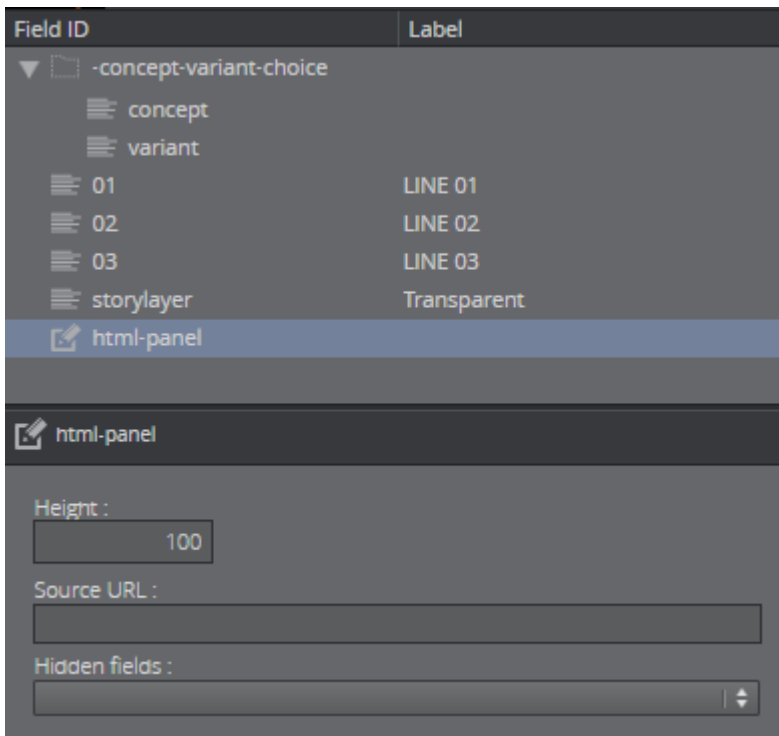 Field ID Label
-concept-variant-choice
concept
variant
01 LINE 01
02 LINE 02
03 LINE 03
storylayer Transparent
html-panel
html-panel
Height :
100
Source URL :
Hidden fields :